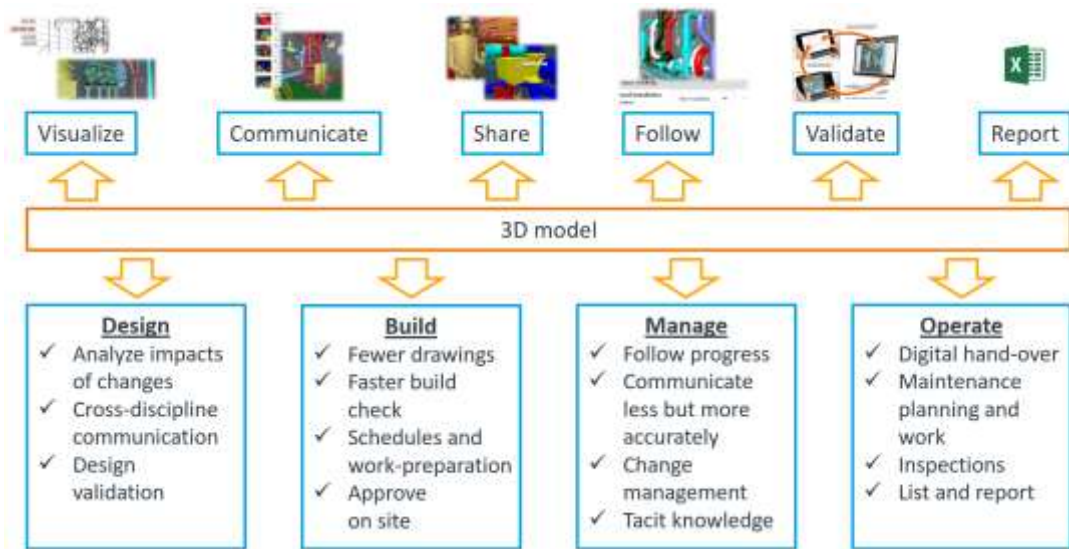 Visualize
Communicate
Share
Follow
Validate
Report
3D model
Design
✓ Analyze impacts
of changes
✓ Cross-discipline
communication
✓ Design
validation
Build
✓ Fewer drawings
✓ Faster build
check
✓ Schedules and
work-preparation
✓ Approve
on site
Manage
✓ Follow progress
✓ Communicate
less but more
accurately
✓ Change
management
✓ Tacit knowledge
Operate
✓ Digital hand-over
✓ Maintenance
planning and
work
✓ Inspections
✓ List and report